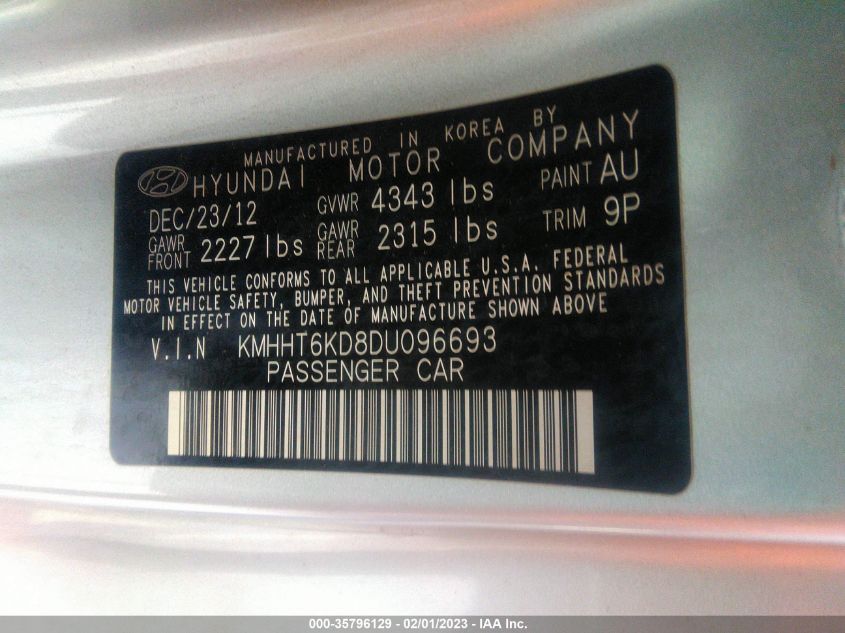 MANUFACTURED IN KOREA BY
HYUNDAI MOTOR COMPANY
DEC/23/12 GVWR 4343 lbs PAINT AU
GAWR FRONT 2227 lbs GAWR REAR 2315 lbs TRIM 9P
THIS VEHICLE CONFORMS TO ALL APPLICABLE U.S.A. FEDERAL
MOTOR VEHICLE SAFETY, BUMPER, AND THEFT PREVENTION STANDARDS
IN EFFECT ON THE DATE OF MANUFACTURE SHOWN ABOVE
V.I.N KMHHT6KD8DU096693
PASSENGER CAR
000-35796129 - 02/01/2023 - IAA Inc.